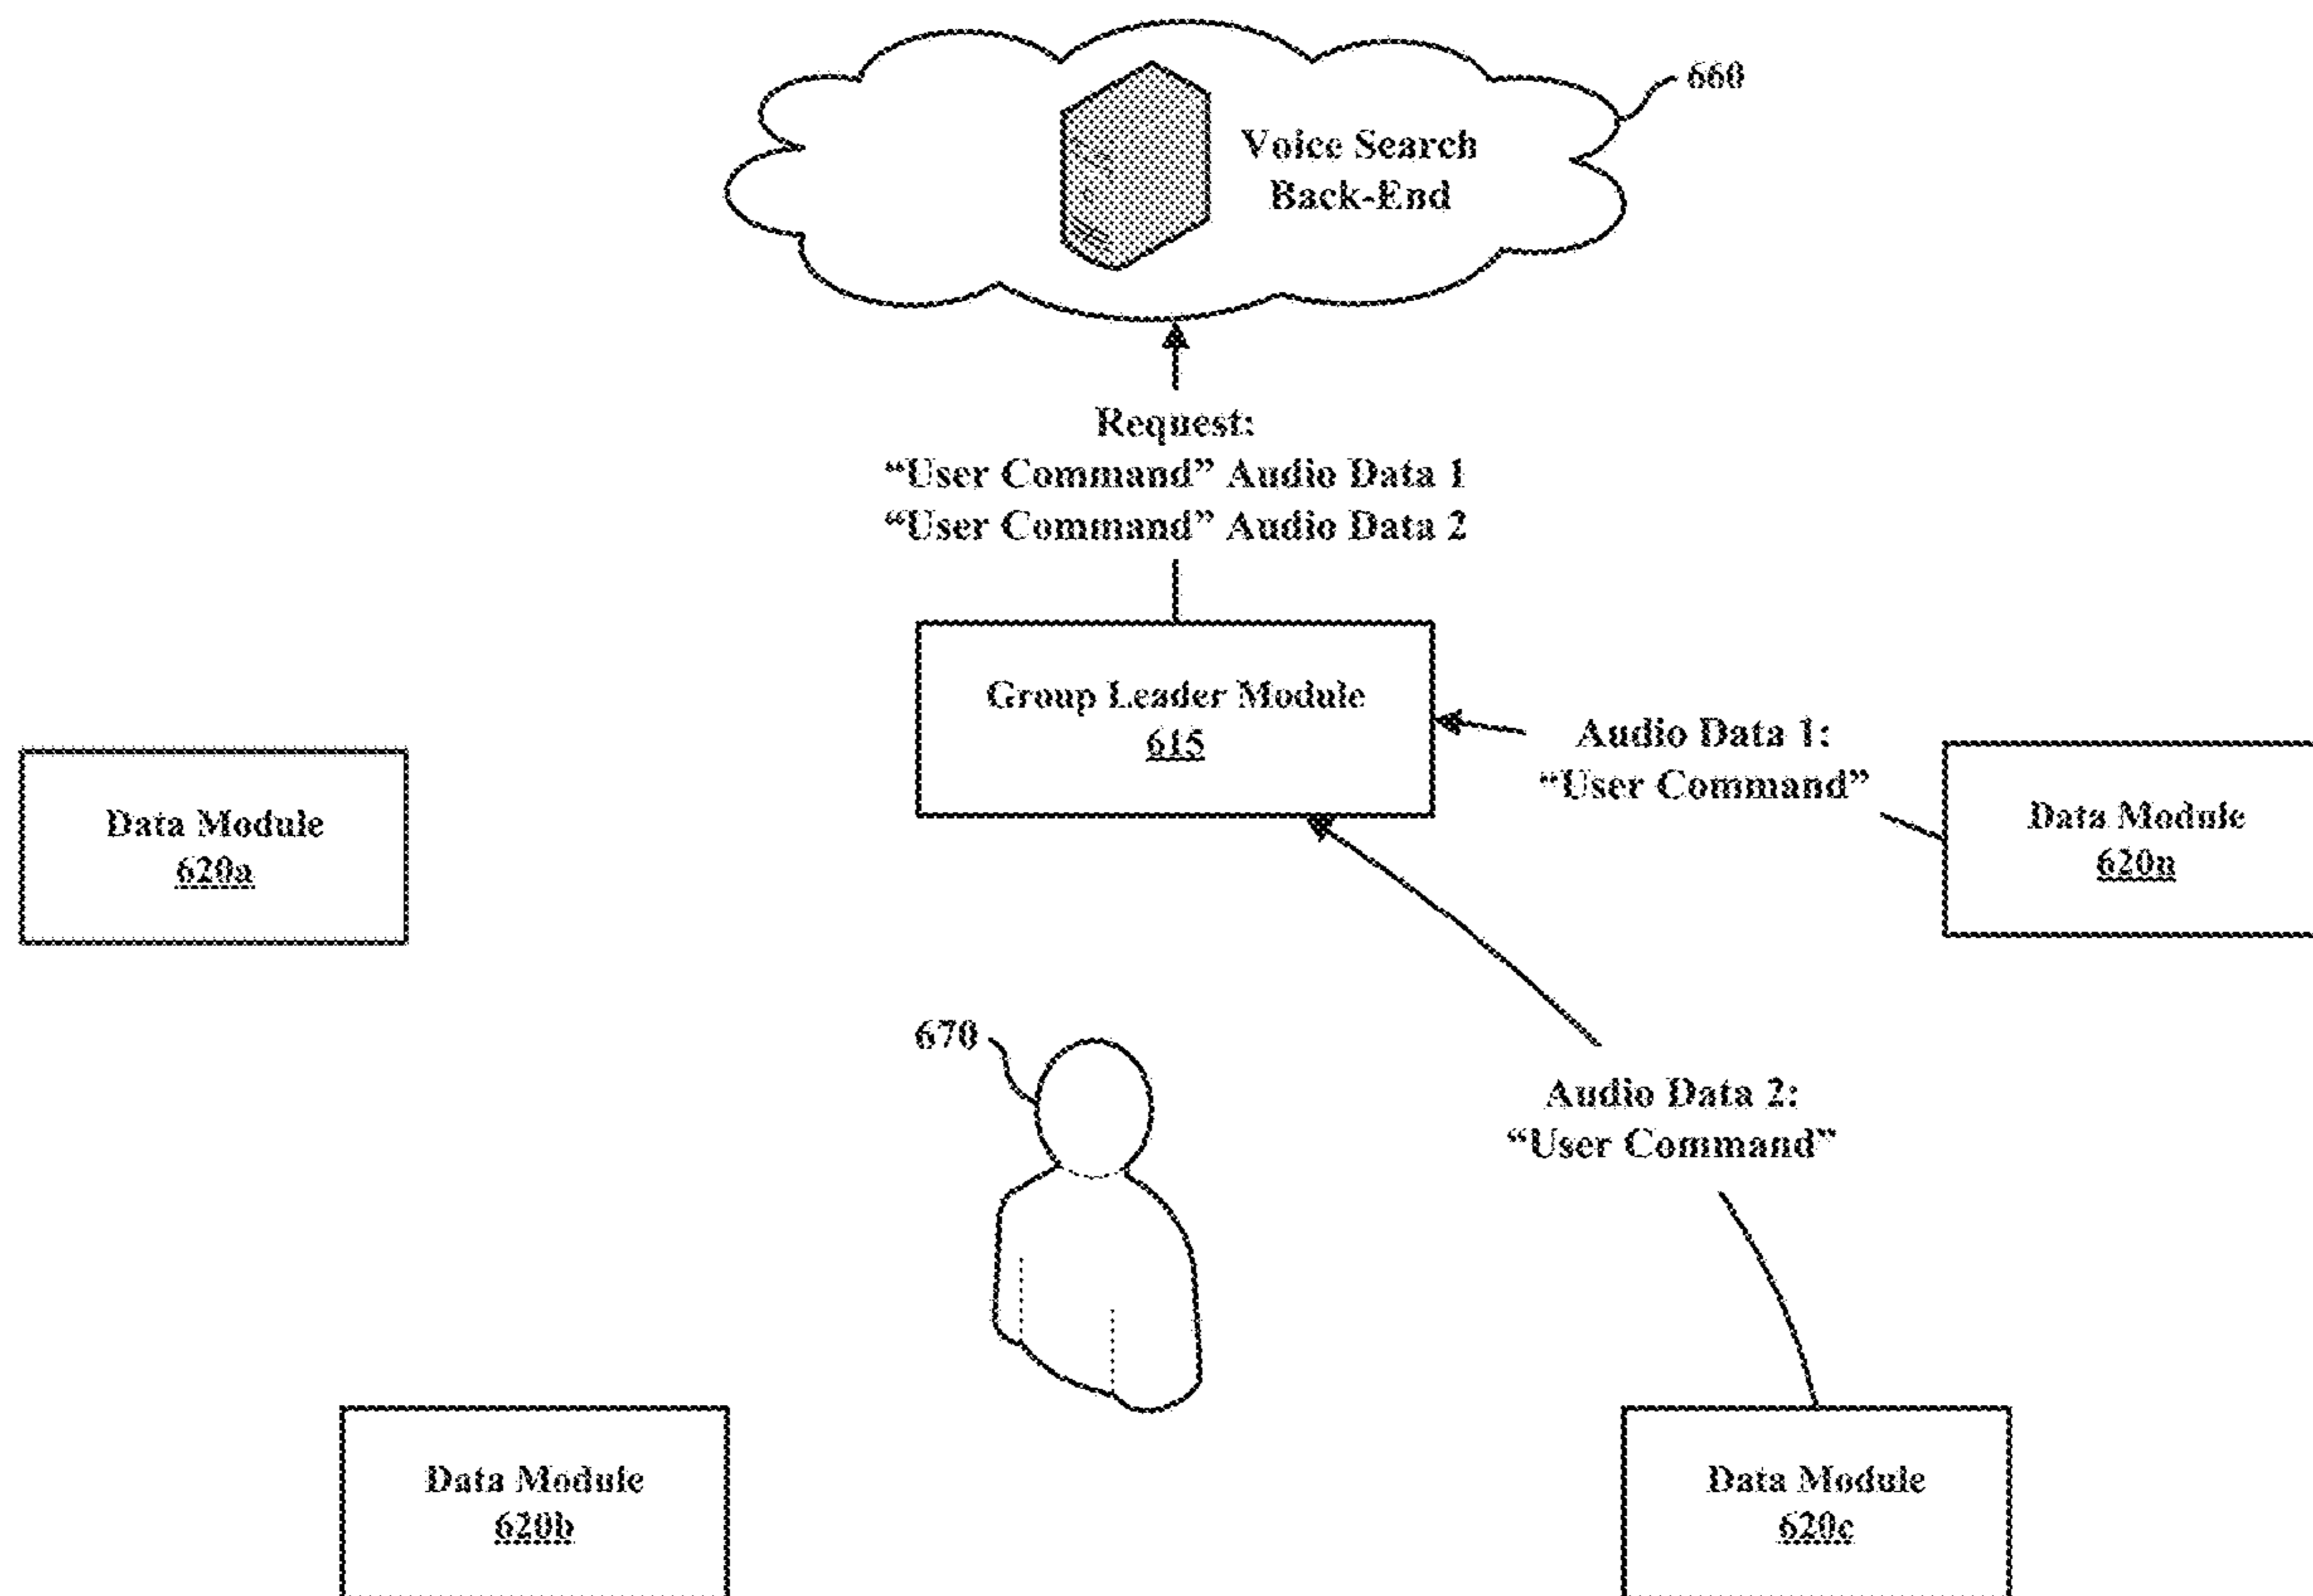 660
Voice Search
Back-End
Request:
“User Command” Audio Data 1
“User Command” Audio Data 2
Group Leader Module
615
Audio Data 1:
“User Command”
Data Module
620a
Data Module
620n
670
Audio Data 2:
“User Command”
Data Module
620b
Data Module
620c